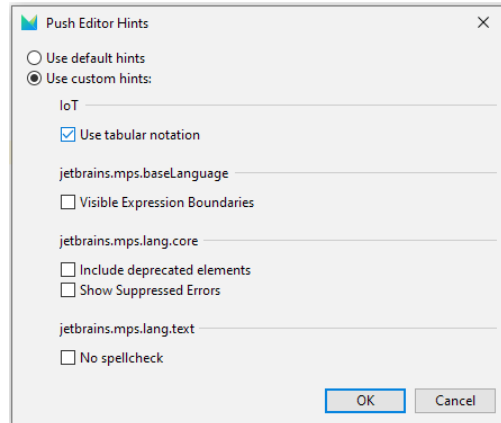 Push Editor Hints
Use default hints
Use custom hints:
IoT
Use tabular notation
jetbrains.mps.baseLanguage
Visible Expression Boundaries
jetbrains.mps.lang.core
Include deprecated elements
Show Suppressed Errors
jetbrains.mps.lang.text
No spellcheck
OK Cancel